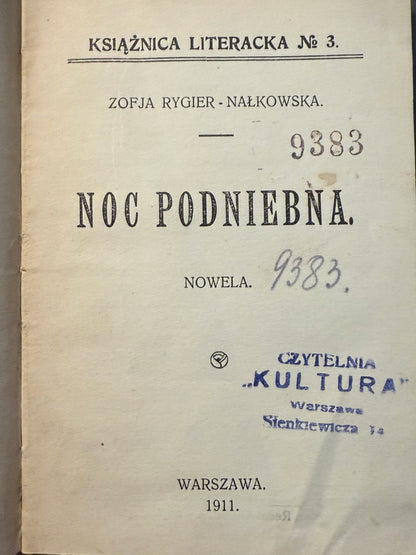 KSIĄŻNICA LITERACKA № 3.
ZOFJA RYGIER-NAŁKOWSKA.
9383
NOC PODNIEBNA.
NOWELA.
9383.
CZYTELNIA
„KULTURA”
Warszawa
Sienkiewicza 14
WARSZAWA.
1911.